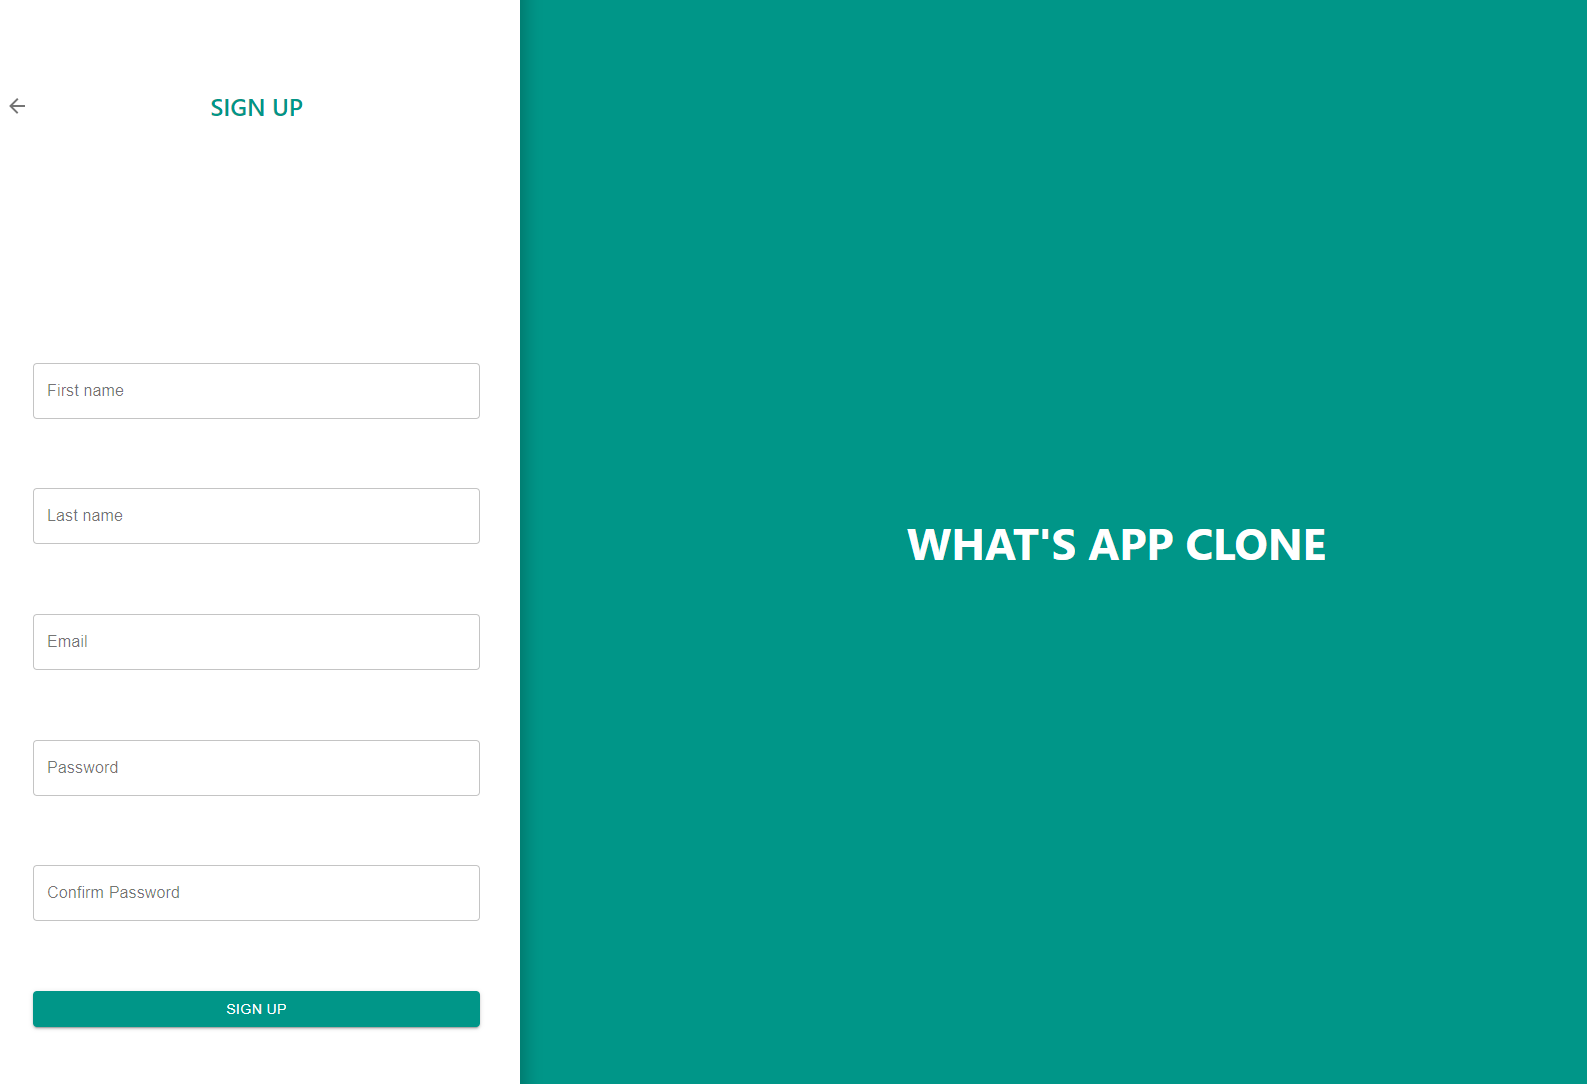 SIGN UP
First name
Last name
Email
Password
Confirm Password
SIGN UP
WHAT'S APP CLONE